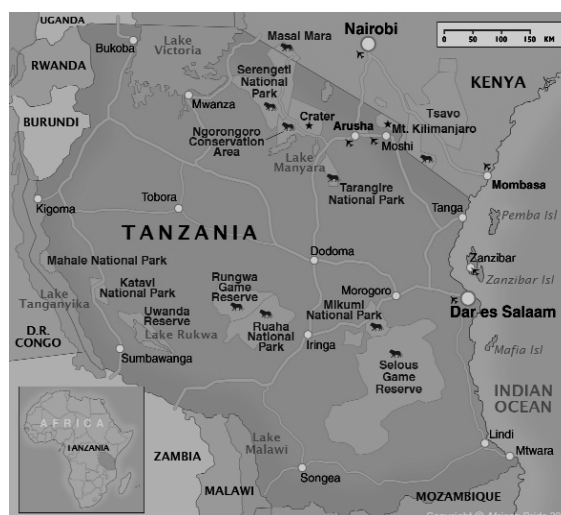 UGANDA
Bukoba
Lake
Victoria
Masai Mara
Nairobi
0 50 100 150 KM
RWANDA
Serengeti
National
Park
KENYA
BURUNDI
Mwanza
Crater
Tsavo
Ngorongoro
Conservation
Area
Arusha
Mt. Kilimanjaro
Moshi
Lake
Manyara
Tarangire
National Park
Mombasa
Kigoma
Tobora
Tanga
Pemba Isl
TANZANIA
Dodoma
Zanzibar
Zanzibar Isl
Mahale National Park
Katavi
National Park
Rungwa
Game
Reserve
Morogoro
Mikumi
National Park
Dar es Salaam
Lake
Tanganyika
Uwanda
Reserve
Lake Rukwa
Ruaha
National
Park
Iringa
D.R.
CONGO
Sumbawanga
Mafia Isl
Selous
Game
Reserve
INDIAN
OCEAN
AFRICA
TANZANIA
ZAMBIA
Lake
Malawi
Lindi
Mtwara
Songea
MALAWI
MOZAMBIQUE